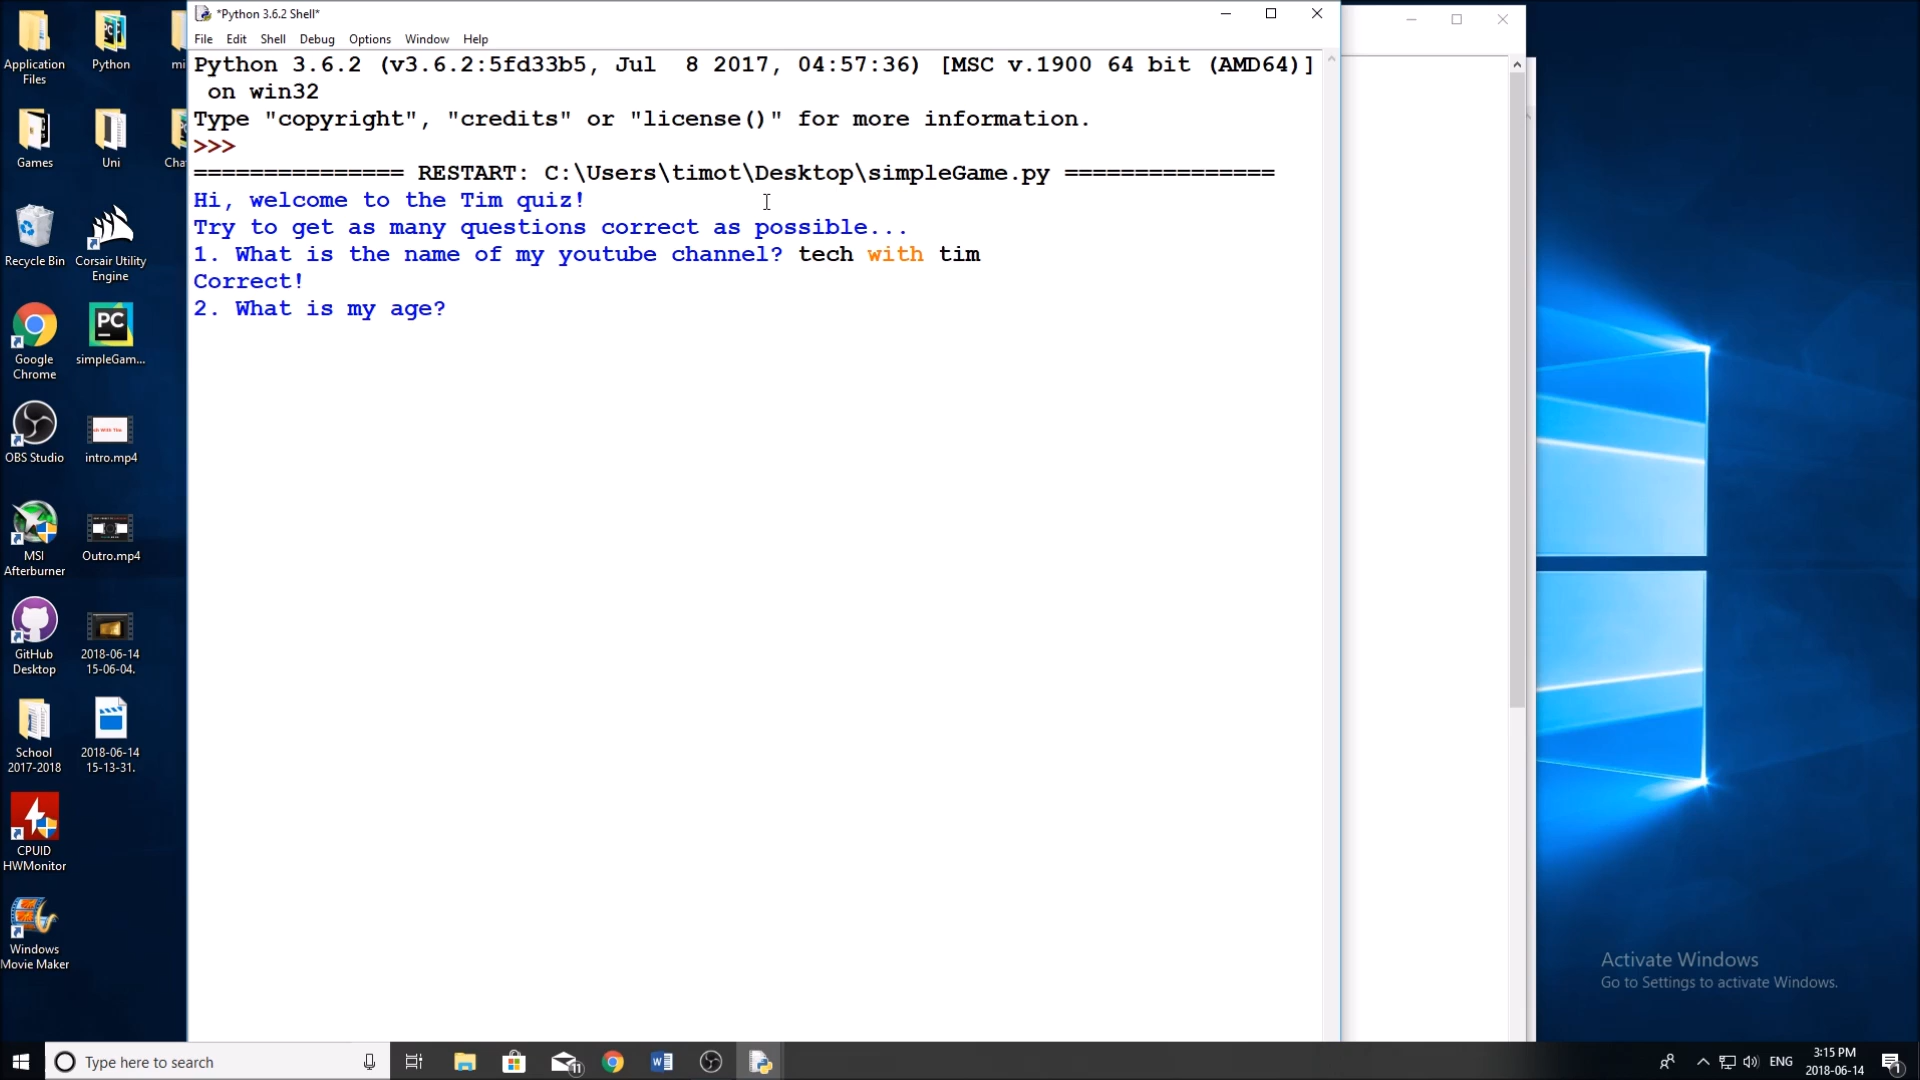 *Python 3.6.2 Shell*
File Edit Shell Debug Options Window Help
Python 3.6.2 (v3.6.2:5fd33b5, Jul  8 2017, 04:57:36) [MSC v.1900 64 bit (AMD64)]
on win32
Type "copyright", "credits" or "license()" for more information.
>>>
=============== RESTART: C:\Users\timot\Desktop\simpleGame.py ===============
Hi, welcome to the Tim quiz!
Try to get as many questions correct as possible...
1. What is the name of my youtube channel? tech with tim
Correct!
2. What is my age?
Application
Files
Python
mi
Games
Uni
Cha
Recycle Bin
Corsair Utility
Engine
Google
Chrome
PC
simpleGam...
OBS Studio
intro.mp4
MSI
Afterburner
Outro.mp4
GitHub
Desktop
2018-06-14
15-06-04.
School
2017-2018
2018-06-14
15-13-31.
CPUID
HWMonitor
Windows
Movie Maker
Activate Windows
Go to Settings to activate Windows.
Type here to search
11
ENG
3:15 PM
2018-06-14
1